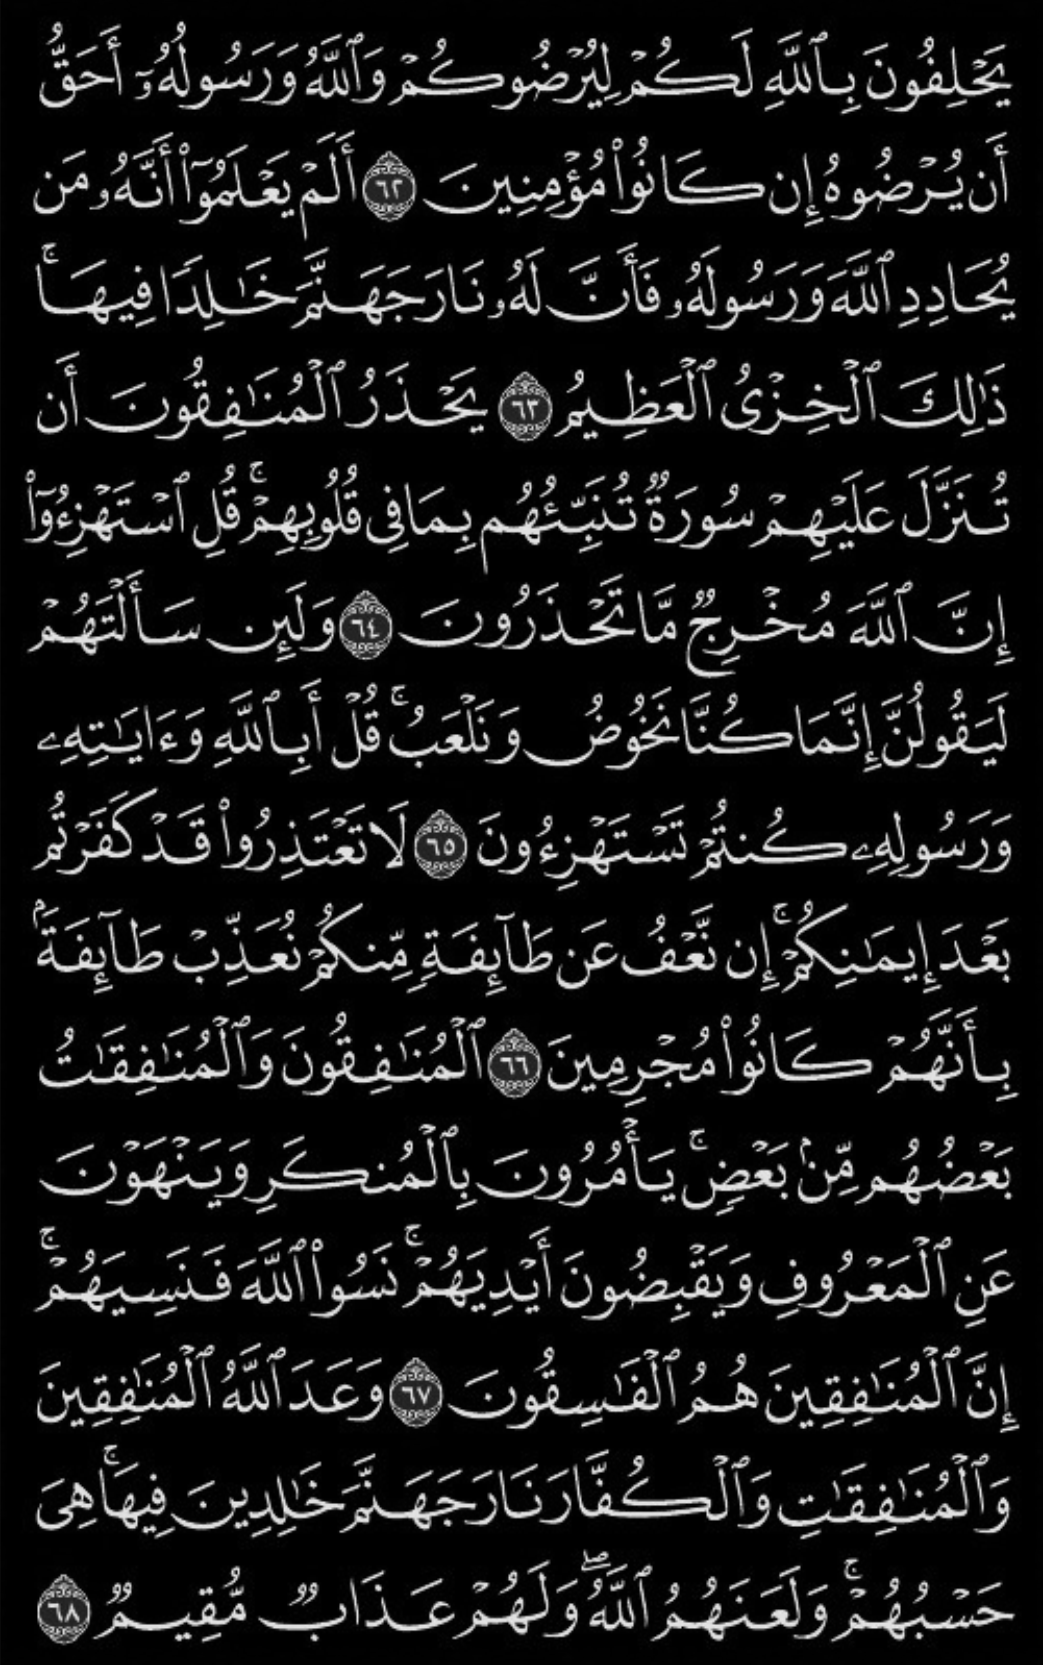 يَحْلِفُونَ بِٱللَّهِ لَكُمْ لِيُرْضُوكُمْ وَٱللَّهُ وَرَسُولُهُۥٓ أَحَقُّ
أَن يُرْضُوهُ إِن كَانُوا۟ مُؤْمِنِينَ ٦٢ أَلَمْ يَعْلَمُوٓا۟ أَنَّهُۥ مَن
يُحَادِدِ ٱللَّهَ وَرَسُولَهُۥ فَأَنَّ لَهُۥ نَارَ جَهَنَّمَ خَـٰلِدًا فِيهَا ۚ
ذَٰلِكَ ٱلْخِزْىُ ٱلْعَظِيمُ ٦٣ يَحْذَرُ ٱلْمُنَـٰفِقُونَ أَن
تُنَزَّلَ عَلَيْهِمْ سُورَةٌ تُنَبِّئُهُم بِمَا فِى قُلُوبِهِمْ ۚ قُلِ ٱسْتَهْزِءُوٓا۟
إِنَّ ٱللَّهَ مُخْرِجٌ مَّا تَحْذَرُونَ ٦٤ وَلَئِن سَأَلْتَهُمْ
لَيَقُولُنَّ إِنَّمَا كُنَّا نَخُوضُ وَنَلْعَبُ ۚ قُلْ أَبِٱللَّهِ وَءَايَـٰتِهِۦ
وَرَسُولِهِۦ كُنتُمْ تَسْتَهْزِءُونَ ٦٥ لَا تَعْتَذِرُوا۟ قَدْ كَفَرْتُم
بَعْدَ إِيمَـٰنِكُمْ ۚ إِن نَّعْفُ عَن طَآئِفَةٍ مِّنكُمْ نُعَذِّبْ طَآئِفَةًۢ
بِأَنَّهُمْ كَانُوا۟ مُجْرِمِينَ ٦٦ ٱلْمُنَـٰفِقُونَ وَٱلْمُنَـٰفِقَـٰتُ
بَعْضُهُم مِّنۢ بَعْضٍ ۚ يَأْمُرُونَ بِٱلْمُنكَرِ وَيَنْهَوْنَ
عَنِ ٱلْمَعْرُوفِ وَيَقْبِضُونَ أَيْدِيَهُمْ ۚ نَسُوا۟ ٱللَّهَ فَنَسِيَهُمْ ۚ
إِنَّ ٱلْمُنَـٰفِقِينَ هُمُ ٱلْفَـٰسِقُونَ ٦٧ وَعَدَ ٱللَّهُ ٱلْمُنَـٰفِقِينَ
وَٱلْمُنَـٰفِقَـٰتِ وَٱلْكُفَّارَ نَارَ جَهَنَّمَ خَـٰلِدِينَ فِيهَا ۚ هِىَ
حَسْبُهُمْ ۚ وَلَعَنَهُمُ ٱللَّهُ ۖ وَلَهُمْ عَذَابٌ مُّقِيمٌ ٦٨